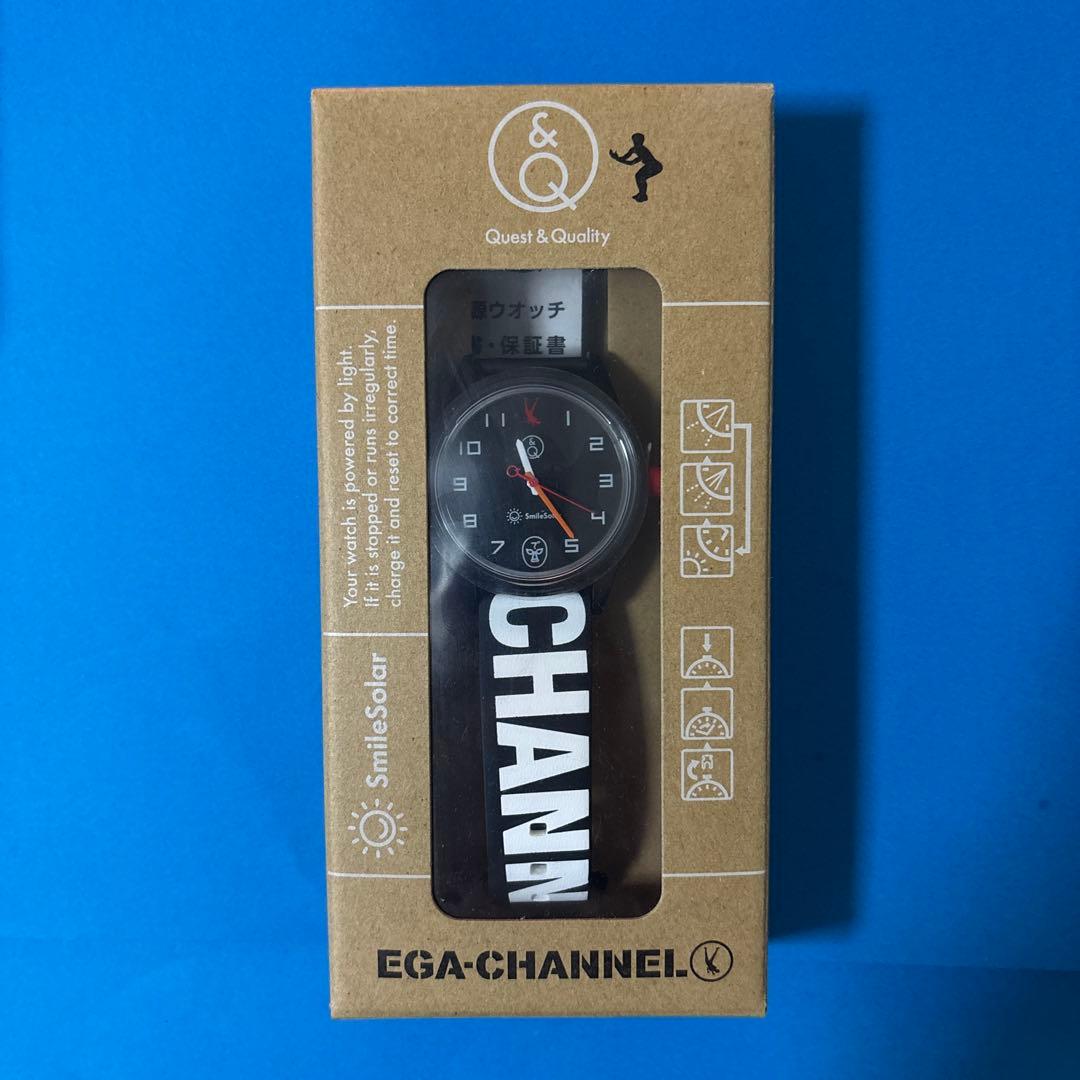 &
Q
Quest & Quality
源ウオッチ
・保証書
Your watch is powered by light.
If it is stopped or runs irregularly,
charge it and reset to correct time.
SmileSolar
11
1
10
2
9
3
8
4
7
5
&
Q
SmileSolar
CHANN
EGA-CHANNEL